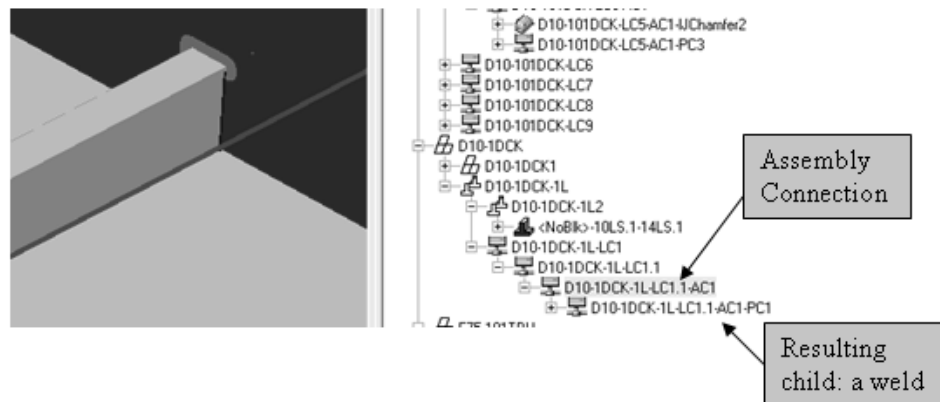 D10-101DCK-LC5-AC1-IJChamfer2
D10-101DCK-LC5-AC1-PC3
D10-101DCK-LC6
D10-101DCK-LC7
D10-101DCK-LC8
D10-101DCK-LC9
D10-1DCK
D10-1DCK1
D10-1DCK-1L
D10-1DCK-1L2
<NoBlk>-10LS.1-14LS.1
D10-1DCK-1L-LC1
D10-1DCK-1L-LC1.1
D10-1DCK-1L-LC1.1-AC1
D10-1DCK-1L-LC1.1-AC1-PC1
Assembly
Connection
Resulting
child: a weld